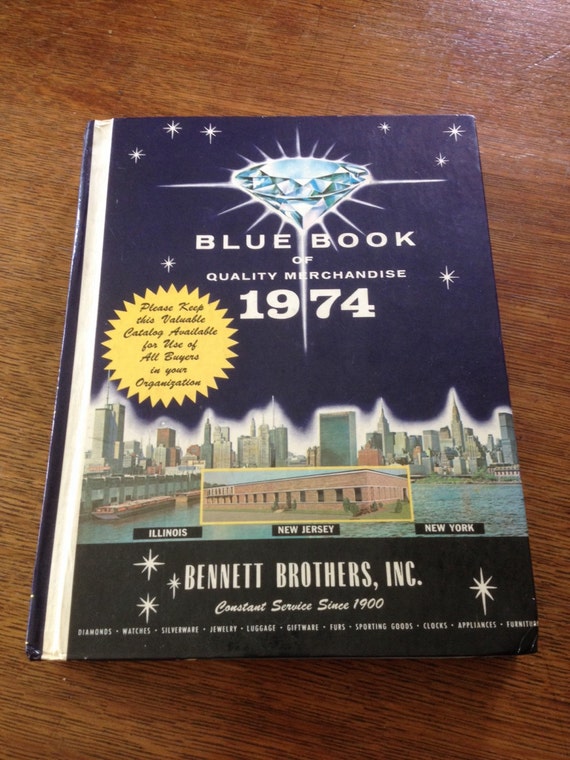 BLUE BOOK
OF
QUALITY MERCHANDISE
1974
Please Keep
this Valuable
Catalog Available
for Use of
All Buyers
in your
Organization
ILLINOIS
NEW JERSEY
NEW YORK
BENNETT BROTHERS, INC.
Constant Service Since 1900
DIAMONDS · WATCHES · SILVERWARE · JEWELRY · LUGGAGE · GIFTWARE · FURS · SPORTING GOODS · CLOCKS · APPLIANCES · FURNITU